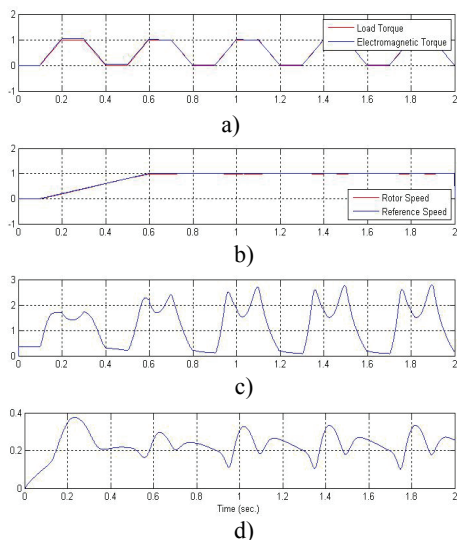 2
1
0
-1
Load Torque
Electromagnetic Torque
0 0.2 0.4 0.6 0.8 1 1.2 1.4 1.6 1.8 2
a)
2
1
0
-1
Rotor Speed
Reference Speed
0 0.2 0.4 0.6 0.8 1 1.2 1.4 1.6 1.8 2
b)
3
2
1
0
0 0.2 0.4 0.6 0.8 1 1.2 1.4 1.6 1.8 2
c)
0.4
0.2
0
0 0.2 0.4 0.6 0.8 1 1.2 1.4 1.6 1.8 2
Time (sec.)
d)